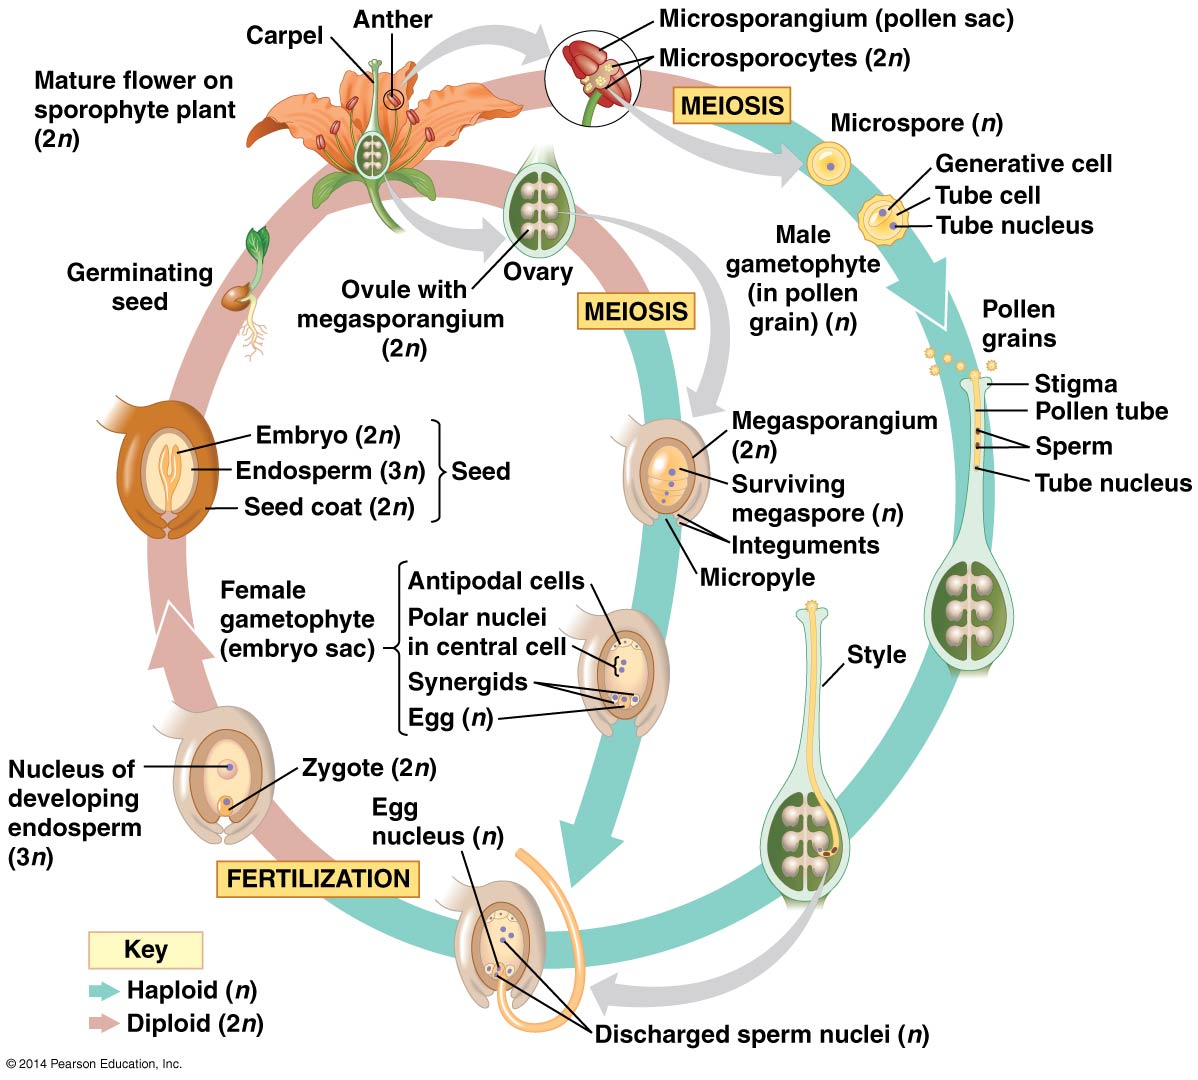 Carpel
Anther
Microsporangium (pollen sac)
Microsporocytes (2n)
Mature flower on
sporophyte plant
(2n)
MEIOSIS
Microspore (n)
Generative cell
Tube cell
Tube nucleus
Male
gametophyte
(in pollen
grain) (n)
Germinating
seed
Ovary
Ovule with
megasporangium
(2n)
MEIOSIS
Pollen
grains
Stigma
Pollen tube
Sperm
Tube nucleus
Embryo (2n)
Endosperm (3n)
Seed coat (2n)
Seed
Megasporangium
(2n)
Surviving
megaspore (n)
Integuments
Micropyle
Female
gametophyte
(embryo sac)
Antipodal cells
Polar nuclei
in central cell
Synergids
Egg (n)
Style
Nucleus of
developing
endosperm
(3n)
Zygote (2n)
Egg
nucleus (n)
FERTILIZATION
Key
Haploid (n)
Diploid (2n)
Discharged sperm nuclei (n)
© 2014 Pearson Education, Inc.